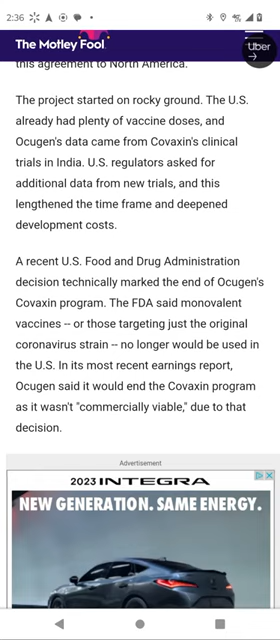 2:36
The Motley Fool
Uber
→
this agreement to North America.
The project started on rocky ground. The U.S.
already had plenty of vaccine doses, and
Ocugen's data came from Covaxin's clinical
trials in India. U.S. regulators asked for
additional data from new trials, and this
lengthened the time frame and deepened
development costs.
A recent U.S. Food and Drug Administration
decision technically marked the end of Ocugen's
Covaxin program. The FDA said monovalent
vaccines -- or those targeting just the original
coronavirus strain -- no longer would be used in
the U.S. In its most recent earnings report,
Ocugen said it would end the Covaxin program
as it wasn't "commercially viable," due to that
decision.
Advertisement
2023 INTEGRA
NEW GENERATION. SAME ENERGY.